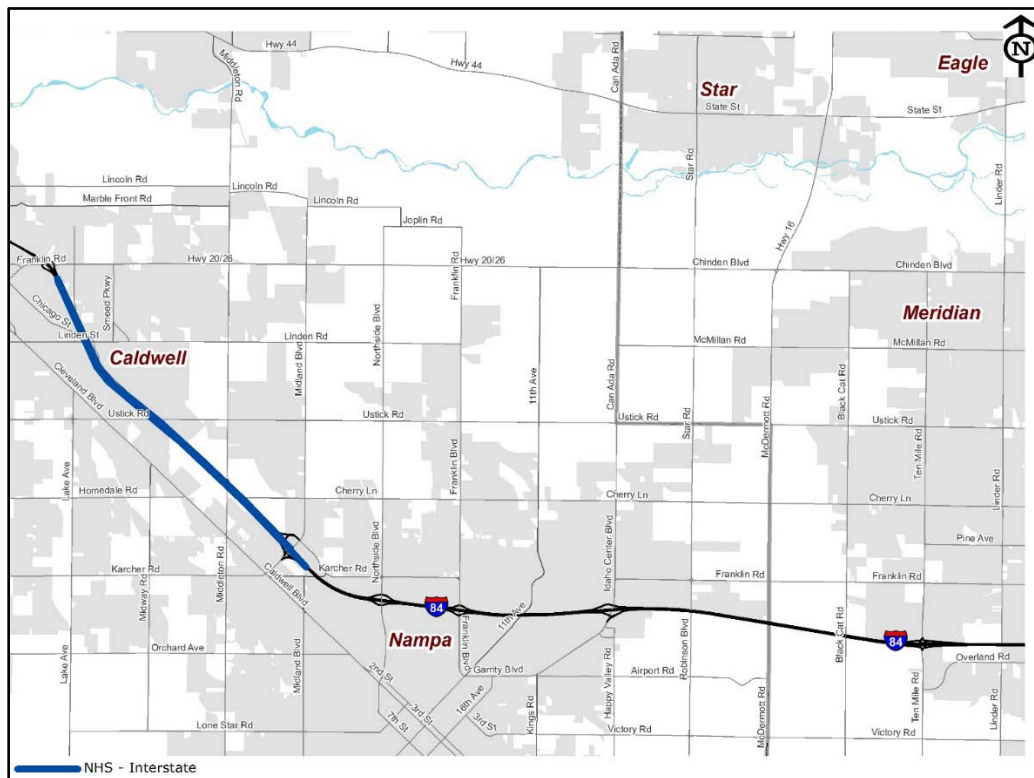 N
Hwy 44
Middleton Rd
Hwy 44
Can Ada Rd
Star
Eagle
State St
State St
Star Rd
Linder Rd
Lincoln Rd
Lincoln Rd
Marble Front Rd
Lincoln Rd
Joplin Rd
Hwy 16
Franklin Rd
Hwy 20/26
Franklin Rd
Hwy 20/26
Chinden Blvd
Chinden Blvd
Smeed Pkwy
Chicago St
Linden St
Northside Blvd
Linden Rd
Midland Blvd
Meridian
McMillan Rd
McMillan Rd
Caldwell
Cleveland Blvd
11th Ave
Can Ada Rd
Black Cat Rd
Ustick Rd
Ustick Rd
Ustick Rd
Star Rd
McDermott Rd
Ustick Rd
Ten Mile Rd
Lake Ave
Franklin Blvd
Linder Rd
Homedale Rd
Cherry Ln
Cherry Ln
Cherry Ln
Pine Ave
Northside Blvd
Idaho Center Blvd
Karcher Rd
Midway Rd
Middleton Rd
Caldwell Blvd
Karcher Rd
Franklin Rd
Franklin Rd
84
11th Ave
84
Nampa
Franklin Blvd
Black Cat Rd
Orchard Ave
Lake Ave
Midland Blvd
2nd St
Garrity Blvd
Happy Valley Rd
Airport Rd
Robinson Blvd
Overland Rd
16th Ave
Ten Mile Rd
Linder Rd
Lone Star Rd
7th St
3rd St
3rd St
Kings Rd
Victory Rd
McDermott Rd
Victory Rd
NHS - Interstate